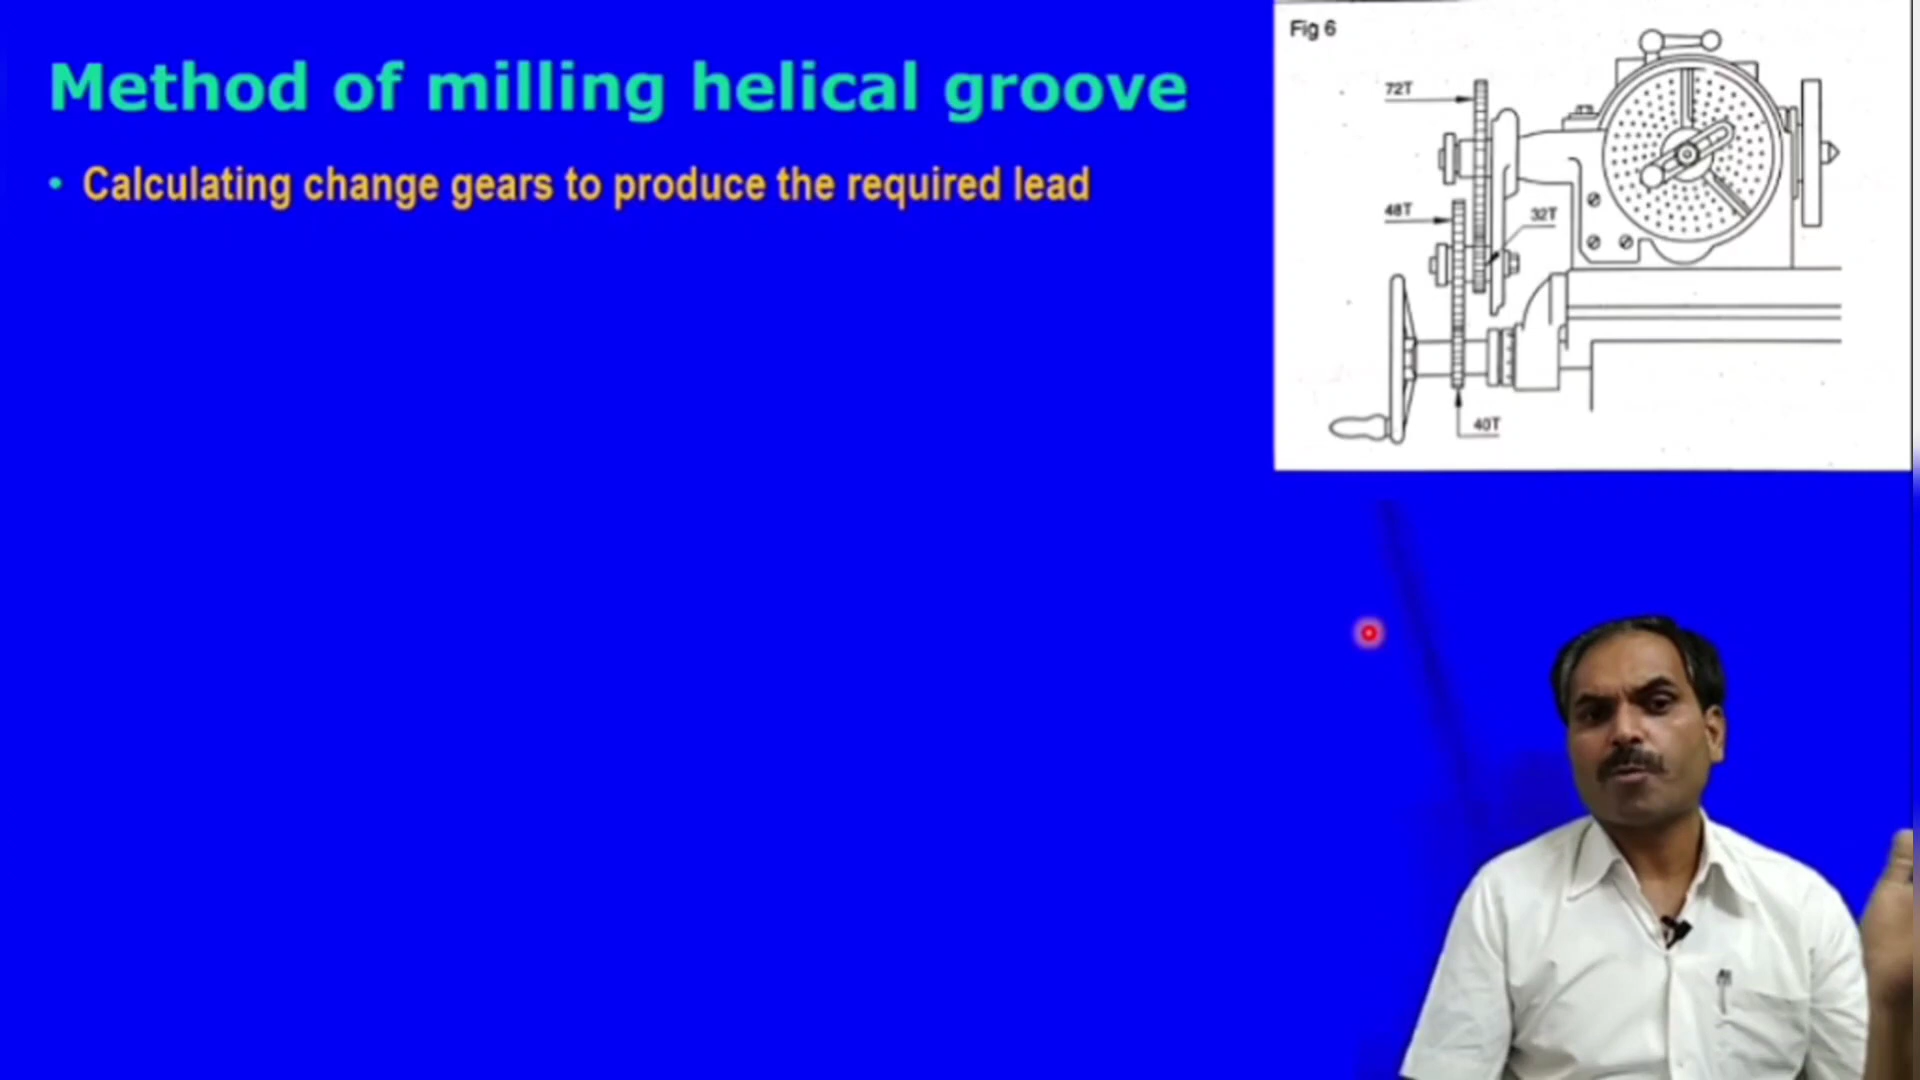 Method of milling helical groove
• Calculating change gears to produce the required lead
Fig 6
72T
48T
32T
40T